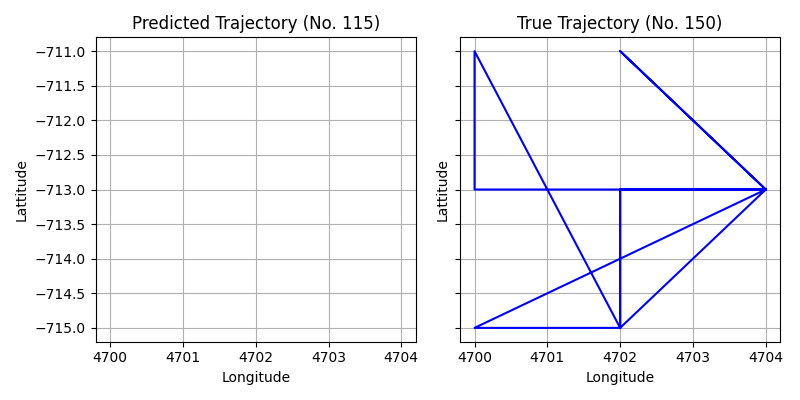 Predicted Trajectory (No. 115)
Lattitude
−711.0
−711.5
−712.0
−712.5
−713.0
−713.5
−714.0
−714.5
−715.0
4700 4701 4702 4703 4704
Longitude
True Trajectory (No. 150)
Lattitude
4700 4701 4702 4703 4704
Longitude